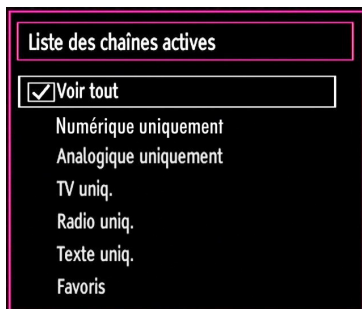 Liste des chaînes actives
Voir tout
Numérique uniquement
Analogique uniquement
TV uniq.
Radio uniq.
Texte uniq.
Favoris